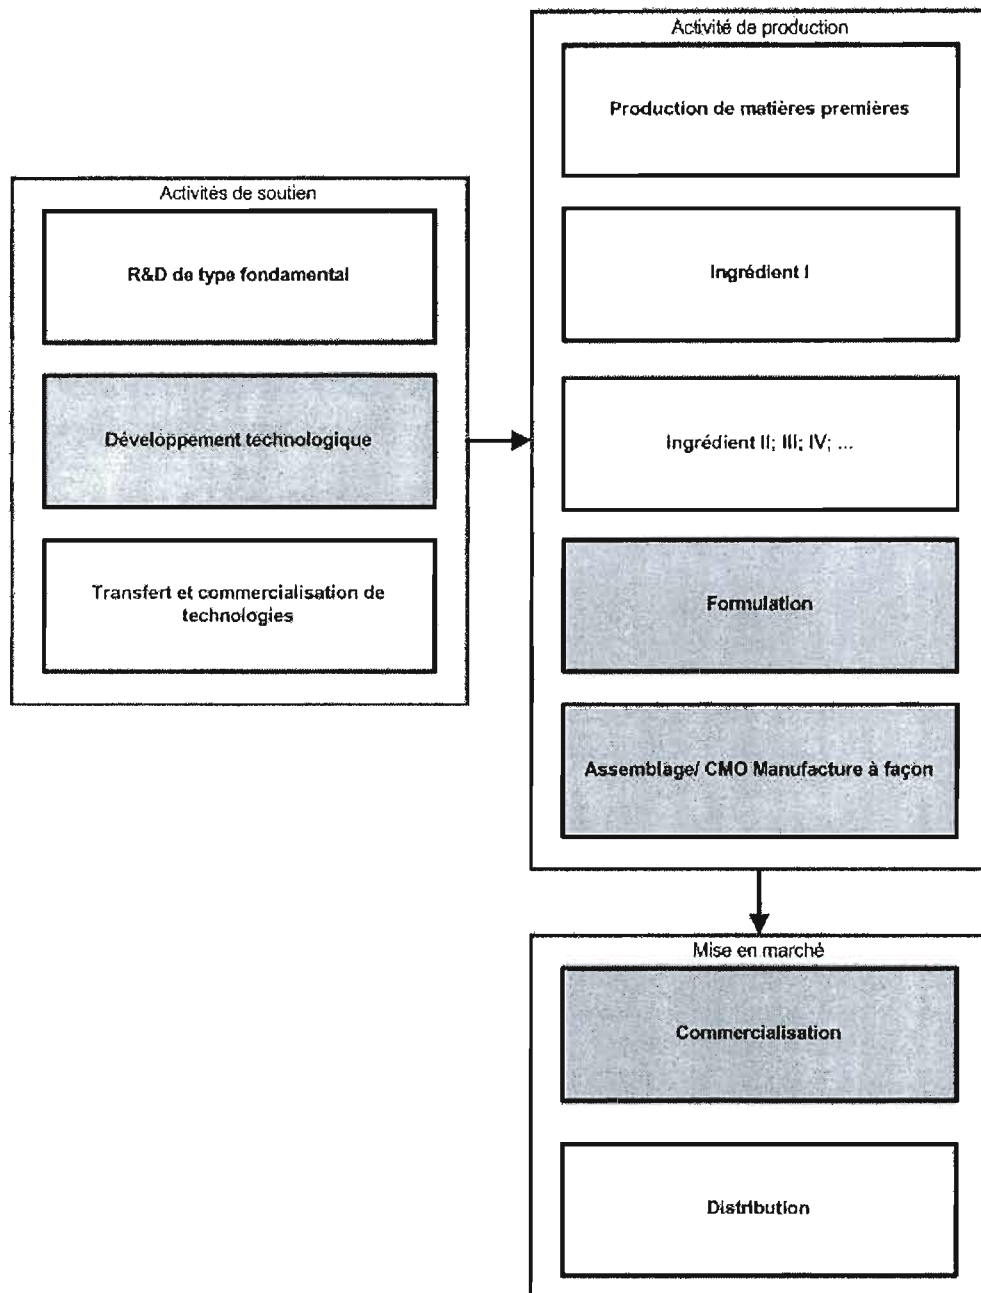 Activité de production
Production de matières premières
Ingrédient I
Ingrédient II; III; IV; ...
Formulation
Assemblage/ CMO Manufacture à façon
Activités de soutien
R&D de type fondamental
Développement technologique
Transfert et commercialisation de
technologies
Mise en marché
Commercialisation
Distribution